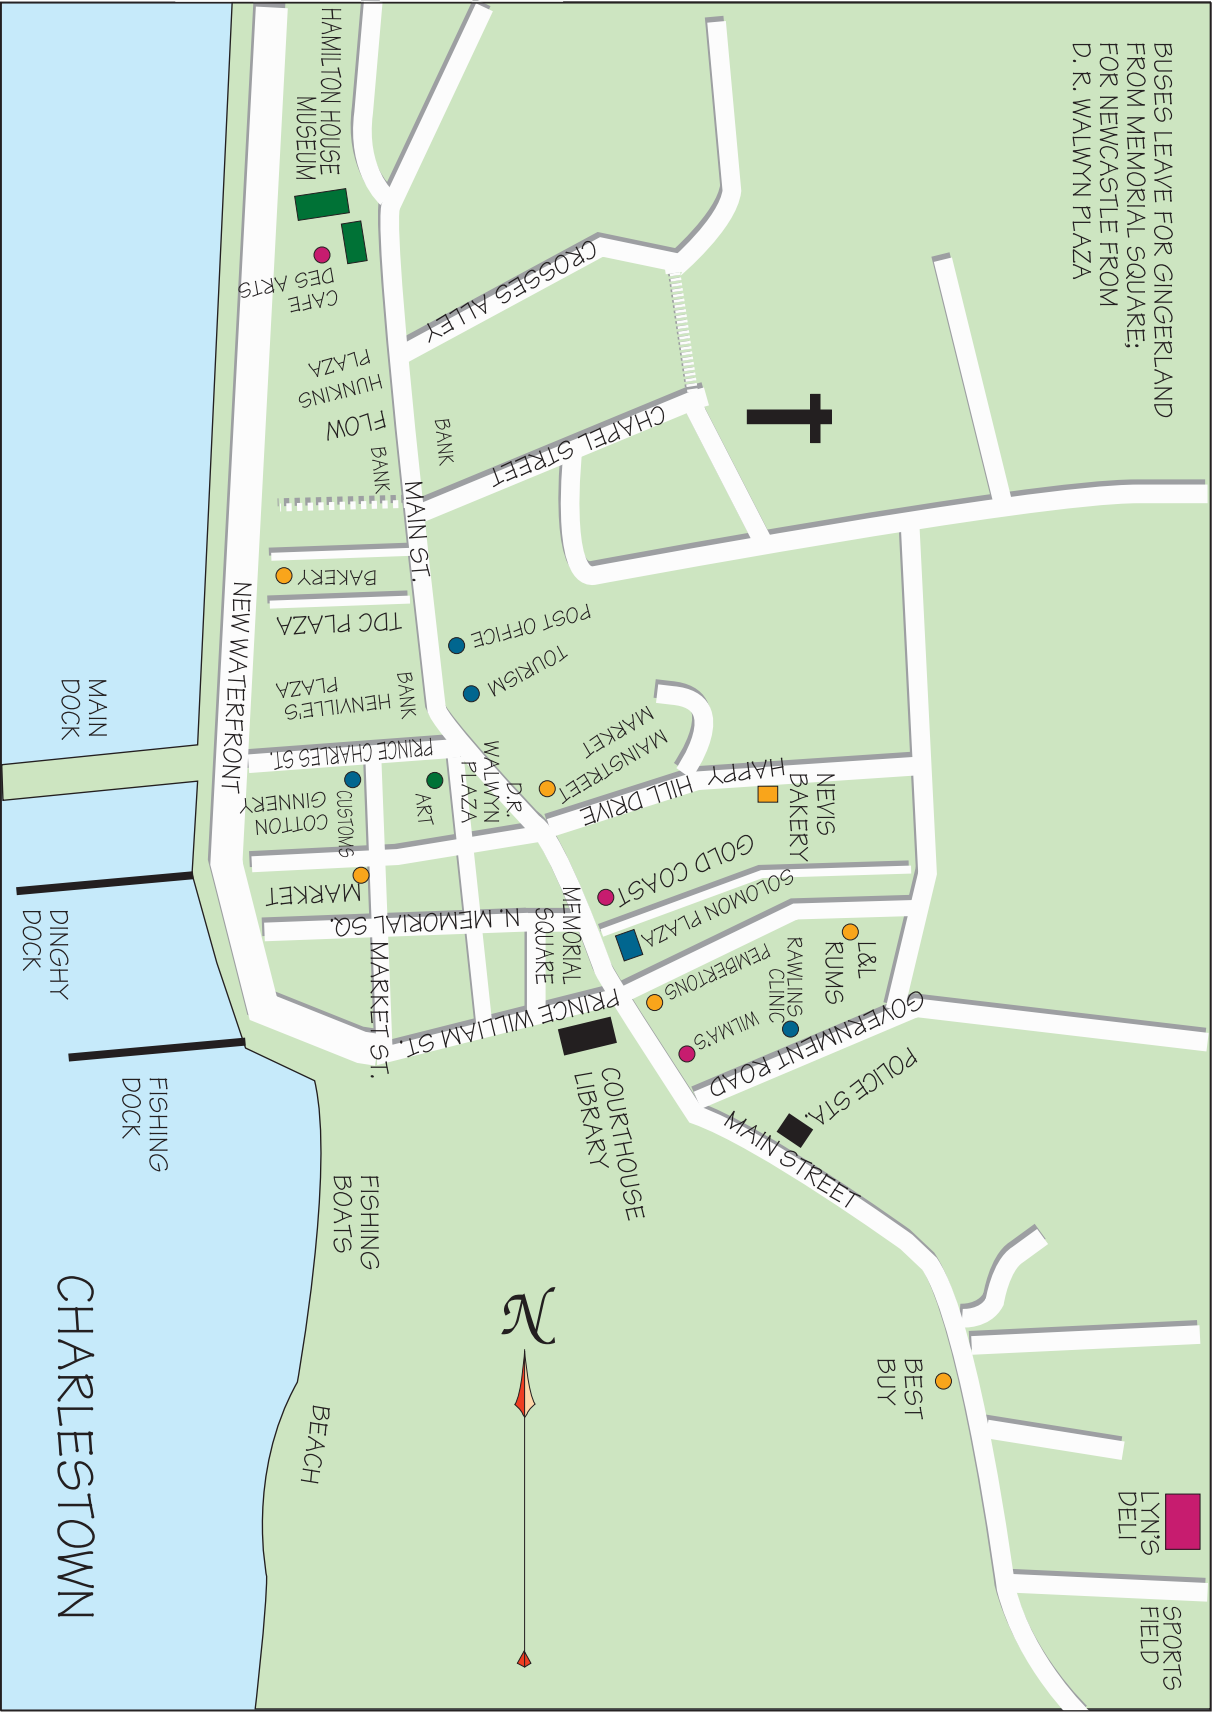 BUSES LEAVE FOR GINGERLAND
FROM MEMORIAL SQUARE;
FOR NEWCASTLE FROM
D. R. WALWYN PLAZA
HAMILTON HOUSE
MUSEUM
CAFE
DES ARTS
CROSSES ALLEY
HUNKINS
PLAZA
FLOW
BANK
BANK
CHAPEL STREET
MAIN ST.
BAKERY
TDC PLAZA
POST OFFICE
TOURISM
NEW WATERFRONT
HENVILLE'S
PLAZA
BANK
MAIN
DOCK
PRINCE CHARLES ST.
D.R.
WALWYN
PLAZA
MAINSTREET
MARKET
HAPPY
HILL DRIVE
NEVIS
BAKERY
COTTON
GINNERY
CUSTOMS
ART
MARKET
GOLD COAST
SOLOMON PLAZA
N. MEMORIAL SQ.
MEMORIAL
SQUARE
DINGHY
DOCK
MARKET ST.
PRINCE WILLIAM ST.
PEMBERTONS
RAWLINS
CLINIC
L&L
RUMS
WILMA'S
GOVERNMENT ROAD
POLICE STA.
COURTHOUSE
LIBRARY
MAIN STREET
FISHING
DOCK
FISHING
BOATS
N
BEST
BUY
BEACH
LYN'S
DELI
SPORTS
FIELD
CHARLESTOWN